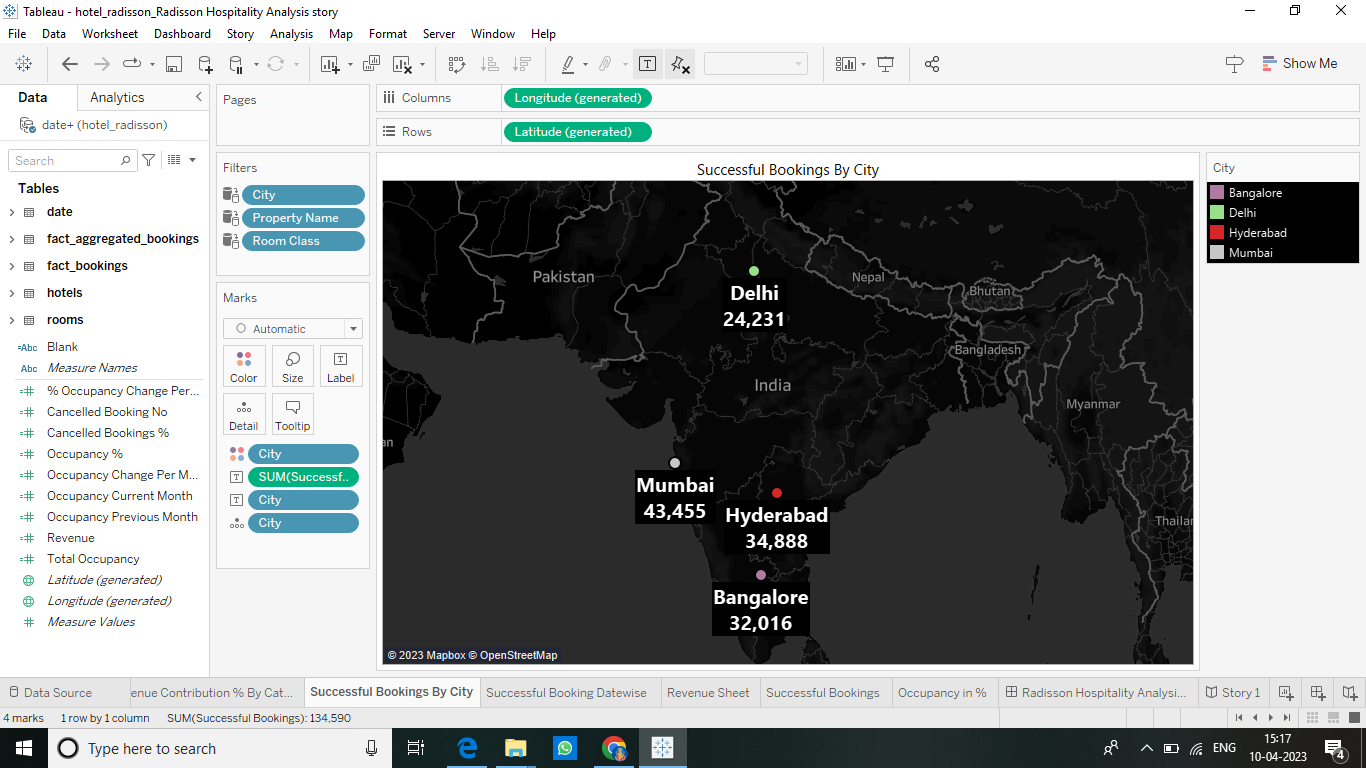 Tableau - hotel_radisson_Radisson Hospitality Analysis story
File Data Worksheet Dashboard Story Analysis Map Format Server Window Help
Show Me
Data Analytics
date+ (hotel_radisson)
Search
Tables
date
fact_aggregated_bookings
fact_bookings
hotels
rooms
=Abc Blank
Abc Measure Names
% Occupancy Change Per...
Cancelled Booking No
Cancelled Bookings %
Occupancy %
Occupancy Change Per M...
Occupancy Current Month
Occupancy Previous Month
Revenue
Total Occupancy
Latitude (generated)
Longitude (generated)
Measure Values
Pages
Filters
City
Property Name
Room Class
Marks
Automatic
Color Size Label
Detail Tooltip
City
SUM(Successf..
City
City
Columns Longitude (generated)
Rows Latitude (generated)
Successful Bookings By City
Pakistan
Nepal
Bhutan
Bangladesh
India
Myanmar
Thailan
an
Delhi
24,231
Mumbai
43,455
Hyderabad
34,888
Bangalore
32,016
© 2023 Mapbox © OpenStreetMap
City
Bangalore
Delhi
Hyderabad
Mumbai
Data Source enue Contribution % By Cat... Successful Bookings By City Successful Booking Datewise Revenue Sheet Successful Bookings Occupancy in % Radisson Hospitality Analysi... Story 1
4 marks 1 row by 1 column SUM(Successful Bookings): 134,590
Type here to search
ENG
15:17
10-04-2023
4